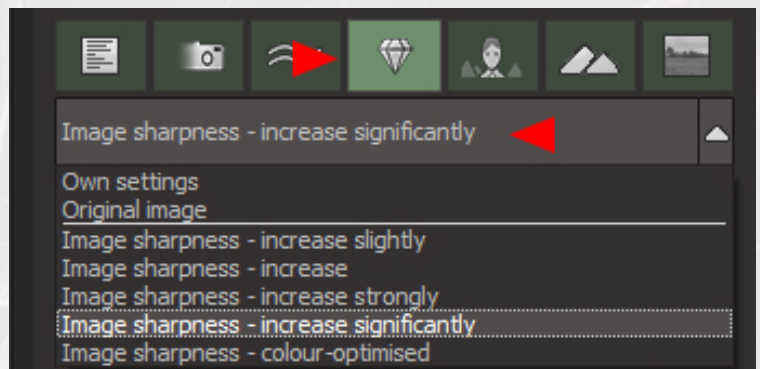 Image sharpness - increase significantly
Own settings
Original image
Image sharpness - increase slightly
Image sharpness - increase
Image sharpness - increase strongly
Image sharpness - increase significantly
Image sharpness - colour-optimised